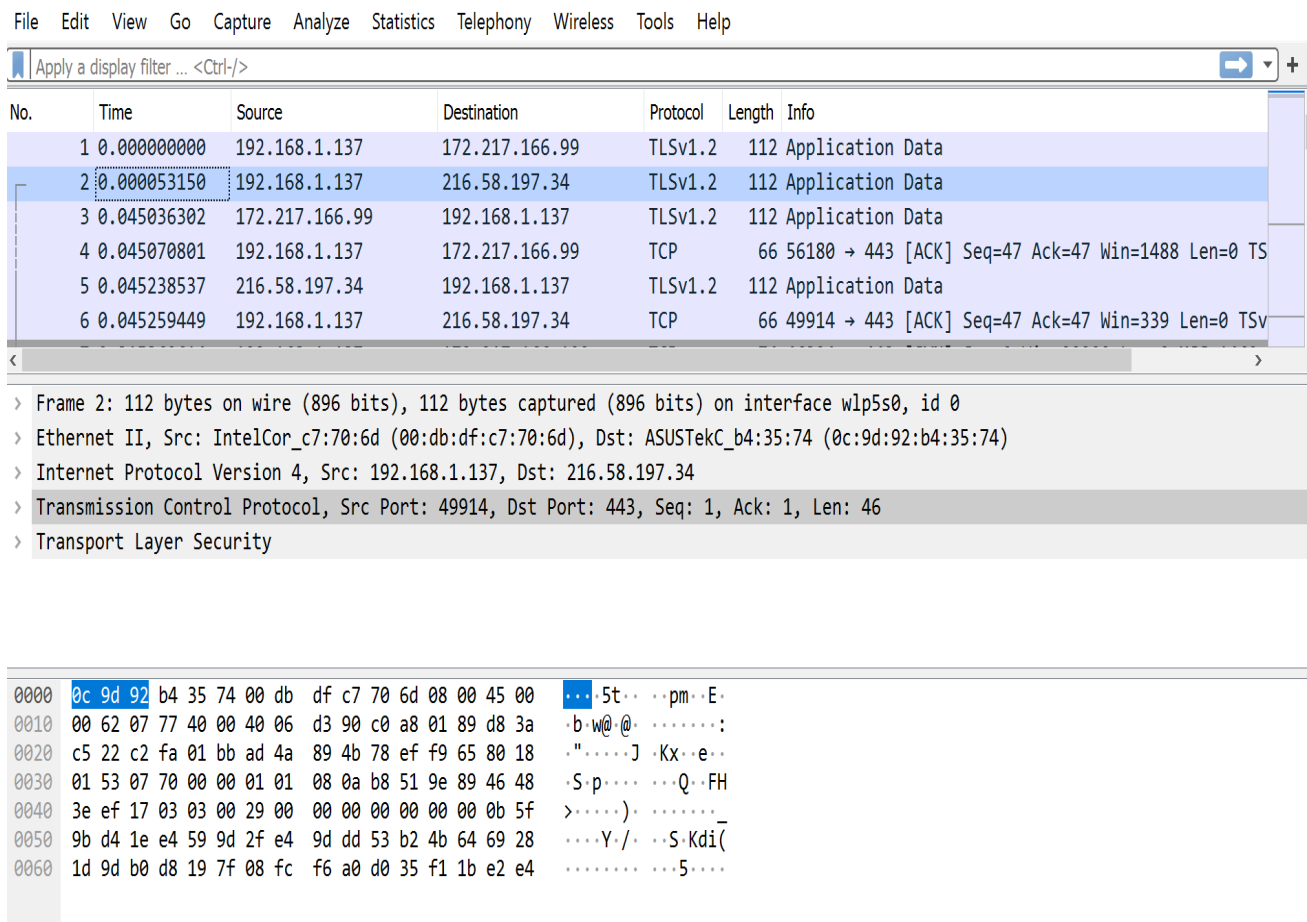 File Edit View Go Capture Analyze Statistics Telephony Wireless Tools Help
Apply a display filter ... <Ctrl-/>
+
No. Time Source Destination Protocol Length Info
1 0.000000000 192.168.1.137 172.217.166.99 TLSv1.2 112 Application Data
2 0.000053150 192.168.1.137 216.58.197.34 TLSv1.2 112 Application Data
3 0.045036302 172.217.166.99 192.168.1.137 TLSv1.2 112 Application Data
4 0.045070801 192.168.1.137 172.217.166.99 TCP 66 56180 → 443 [ACK] Seq=47 Ack=47 Win=1488 Len=0 TS
5 0.045238537 216.58.197.34 192.168.1.137 TLSv1.2 112 Application Data
6 0.045259449 192.168.1.137 216.58.197.34 TCP 66 49914 → 443 [ACK] Seq=47 Ack=47 Win=339 Len=0 TSv
Frame 2: 112 bytes on wire (896 bits), 112 bytes captured (896 bits) on interface wlp5s0, id 0
Ethernet II, Src: IntelCor_c7:70:6d (00:db:df:c7:70:6d), Dst: ASUSTekC_b4:35:74 (0c:9d:92:b4:35:74)
Internet Protocol Version 4, Src: 192.168.1.137, Dst: 216.58.197.34
Transmission Control Protocol, Src Port: 49914, Dst Port: 443, Seq: 1, Ack: 1, Len: 46
Transport Layer Security
0000 0c 9d 92 b4 35 74 00 db df c7 70 6d 08 00 45 00 ····5t·· ··pm··E·
0010 00 62 07 77 40 00 40 06 d3 90 c0 a8 01 89 d8 3a ·b·w@·@· ·······:
0020 c5 22 c2 fa 01 bb ad 4a 89 4b 78 ef f9 65 80 18 ·"·····J ·Kx··e··
0030 01 53 07 70 00 00 01 01 08 0a b8 51 9e 89 46 48 ·S·p···· ···Q··FH
0040 3e ef 17 03 03 00 29 00 00 00 00 00 00 00 0b 5f >·····)· ·······_
0050 9b d4 1e e4 59 9d 2f e4 9d dd 53 b2 4b 64 69 28 ····Y·/· ··S·Kdi(
0060 1d 9d b0 d8 19 7f 08 fc f6 a0 d0 35 f1 1b e2 e4 ········ ···5····